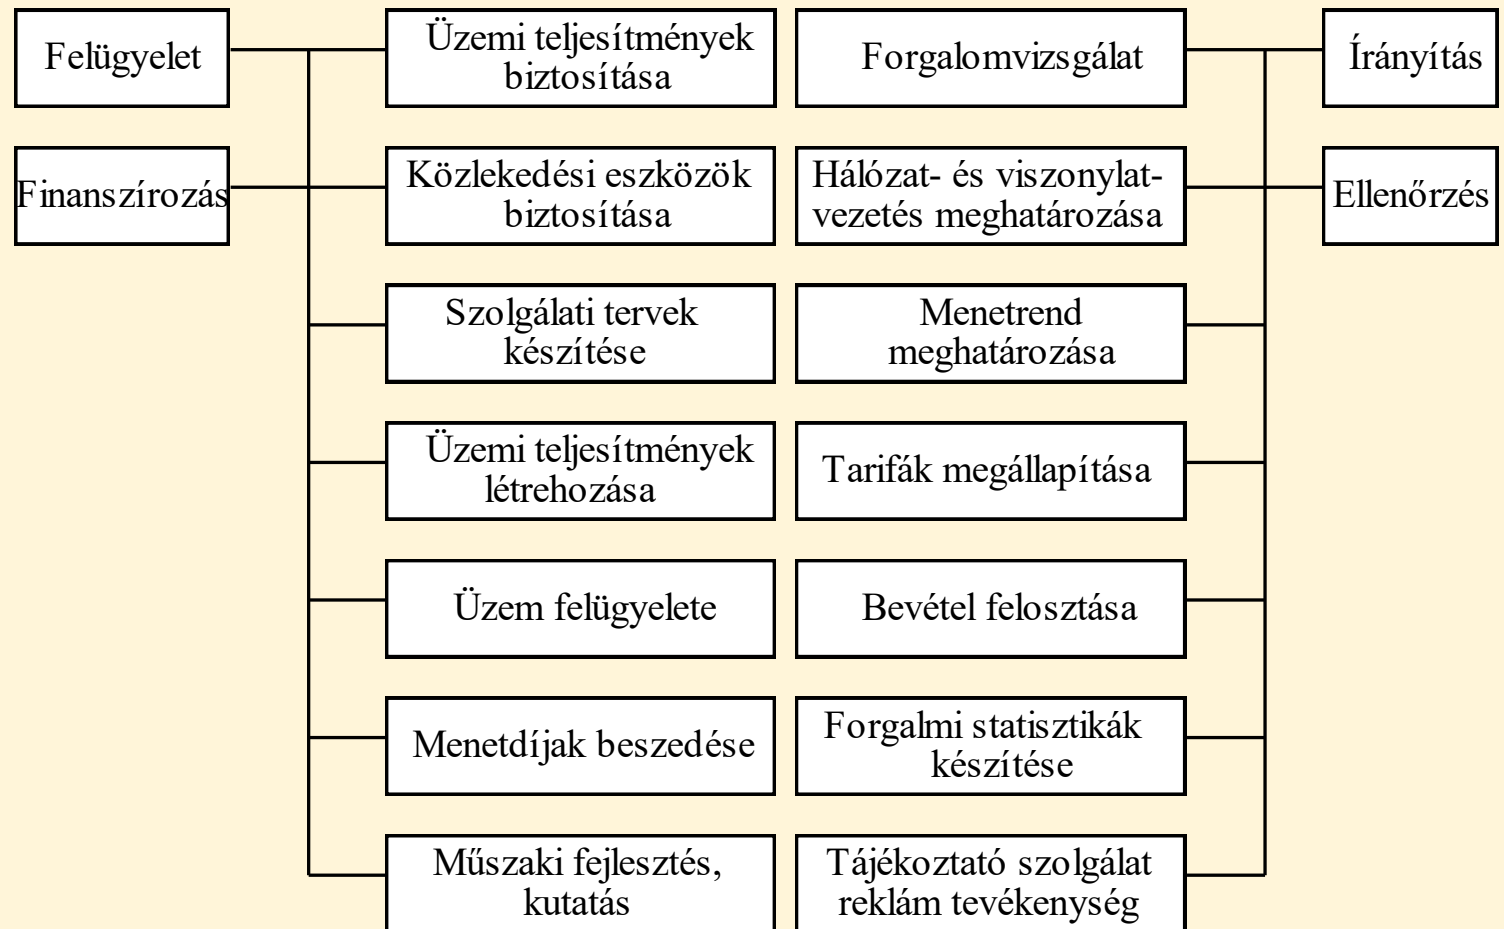 Felügyelet
Üzemi teljesítmények
biztosítása
Forgalomvizsgálat
Írányítás
Finanszírozás
Közlekedési eszközök
biztosítása
Hálózat- és viszonylat-
vezetés meghatározása
Ellenőrzés
Szolgálati tervek
készítése
Menetrend
meghatározása
Üzemi teljesítmények
létrehozása
Tarifák megállapítása
Üzem felügyelete
Bevétel felosztása
Menetdíjak beszedése
Forgalmi statisztikák
készítése
Műszaki fejlesztés,
kutatás
Tájékoztató szolgálat
reklám tevékenység